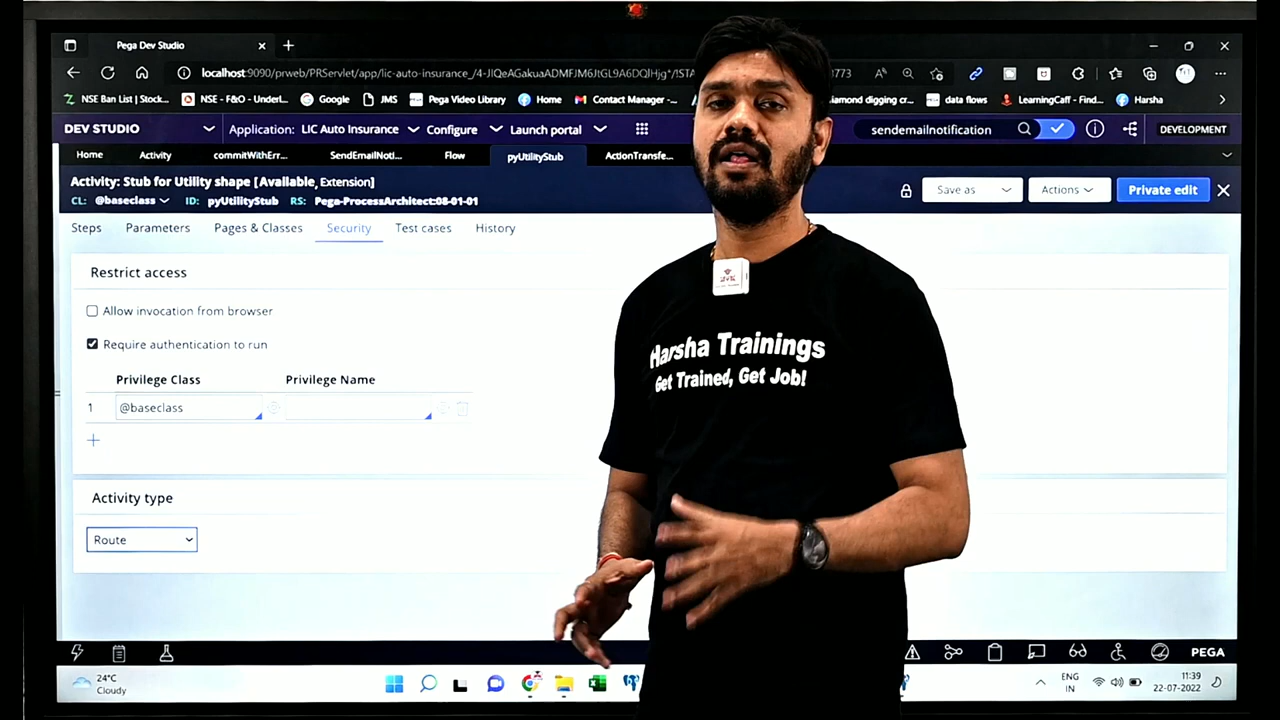 Pega Dev Studio
localhost:9090/prweb/PRServlet/app/lic-auto-insurance_/4-JIQeAGakuaADMFJM6JtGL9A6DQlHjg*/!STA
773
NSE Ban List | Stock...
NSE - F&O - Underl...
Google
JMS
Pega Video Library
Home
Contact Manager -...
iamond digging cr...
data flows
LearningCaff - Find...
Harsha
DEV STUDIO
Application: LIC Auto Insurance
Configure
Launch portal
sendemailnotification
DEVELOPMENT
Home
Activity
commitWithErr...
SendEmailNoti...
Flow
pyUtilityStub
ActionTransfe...
Activity: Stub for Utility shape [Available, Extension]
CL: @baseclass ID: pyUtilityStub RS: Pega-ProcessArchitect:08-01-01
Save as
Actions
Private edit
Steps
Parameters
Pages & Classes
Security
Test cases
History
Restrict access
Allow invocation from browser
Require authentication to run
Privilege Class
Privilege Name
1
@baseclass
Activity type
Route
Harsha Trainings
Get Trained, Get Job!
PEGA
24°C
Cloudy
ENG
IN
11:39
22-07-2022